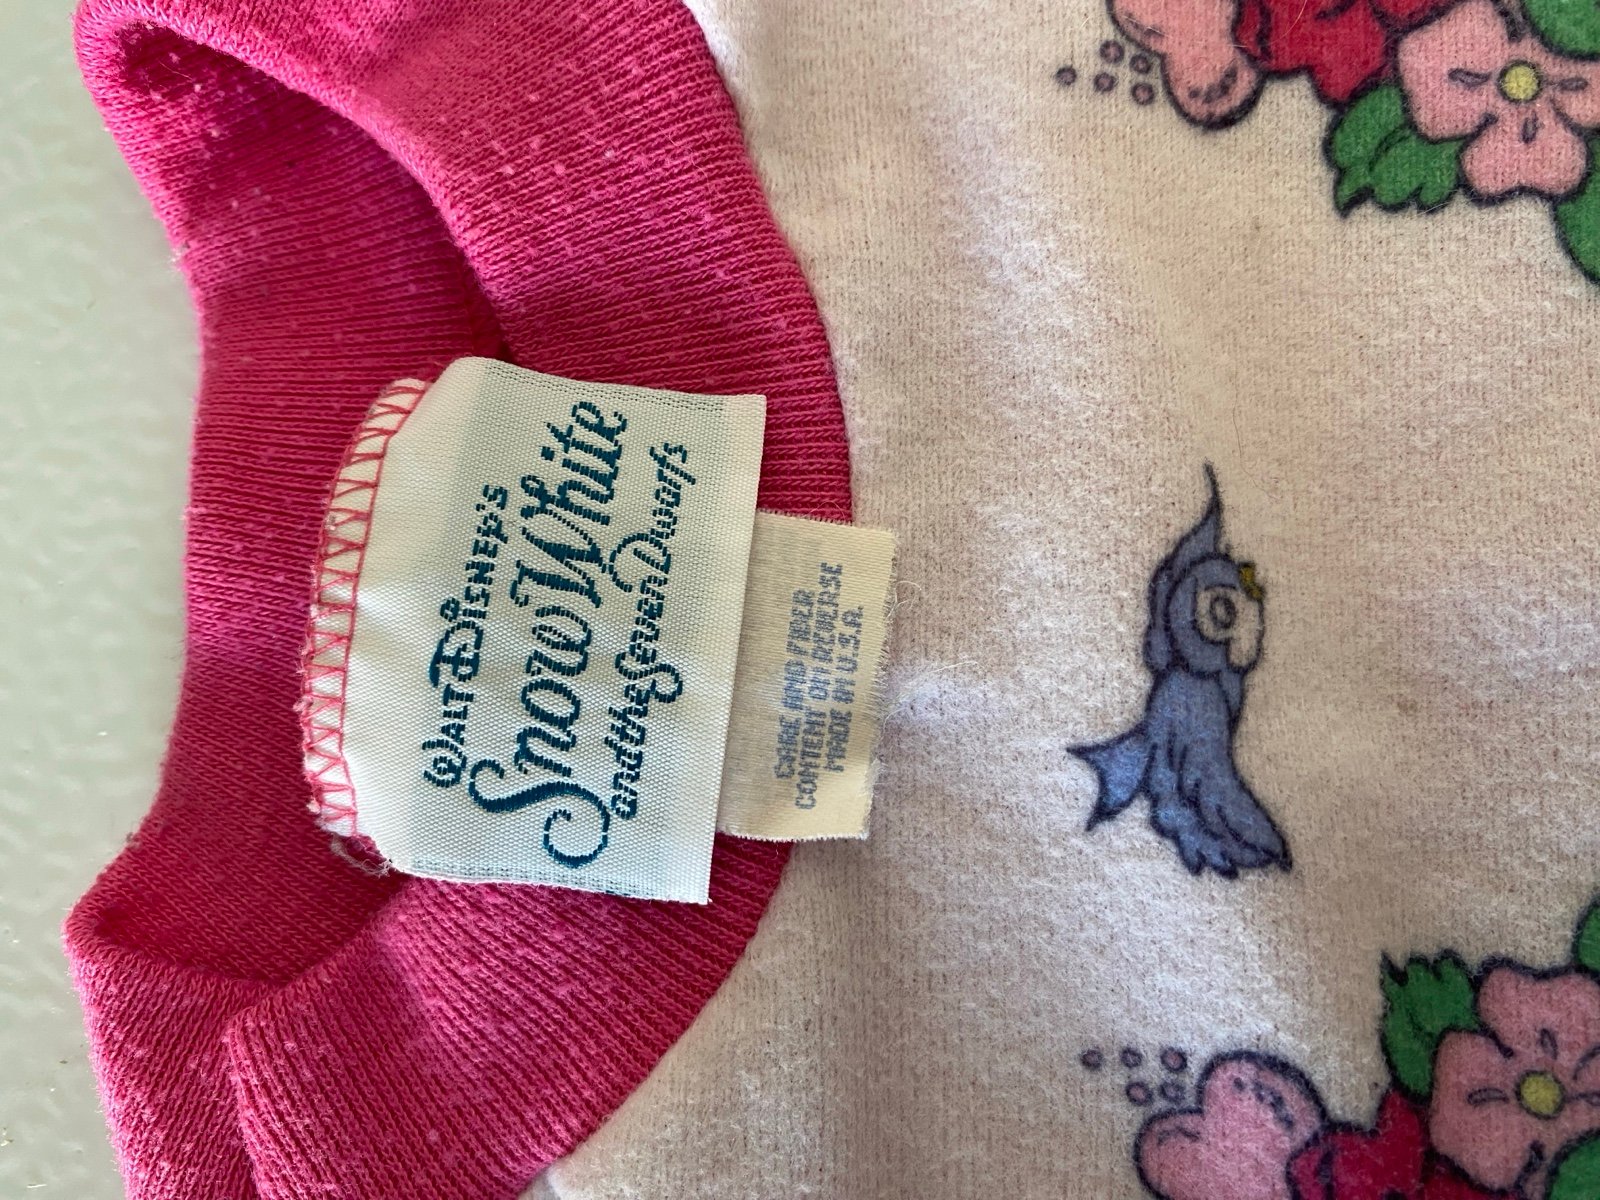 WALT DISNEY'S
Snow White
and the Seven Dwarfs
CARE AND FIBER
CONTENT ON REVERSE
MADE IN U.S.A.